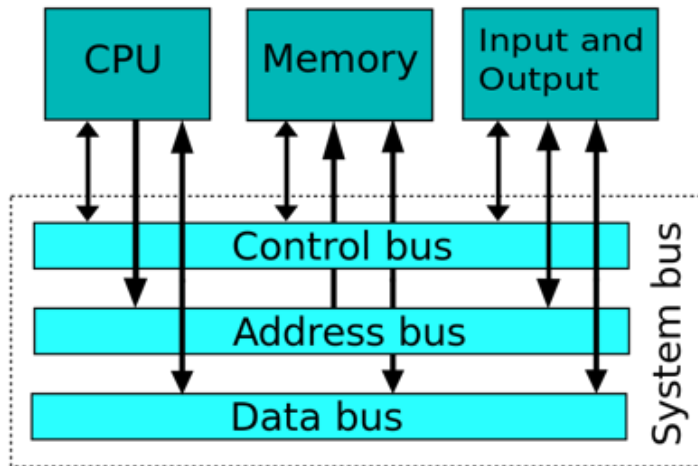 CPU
Memory
Input and
Output
Control bus
Address bus
Data bus
System bus